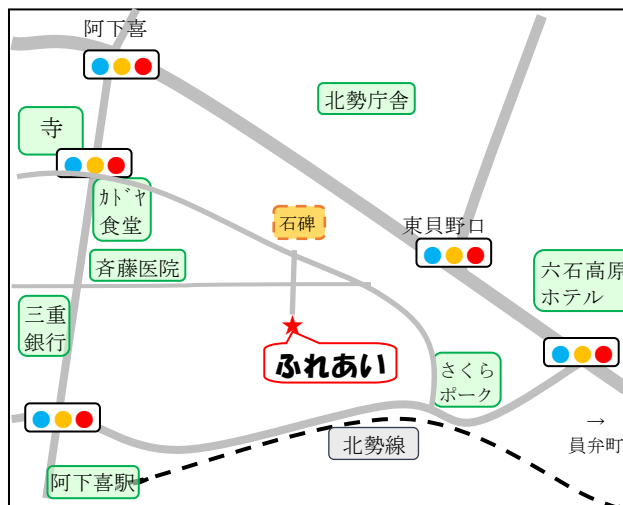 阿下喜
北勢庁舎
寺
ｶﾄﾞﾔ
食堂
石碑
東貝野口
斉藤医院
六石高原
ホテル
三重
銀行
ふれあい
さくら
ポーク
→
員弁町
北勢線
阿下喜駅